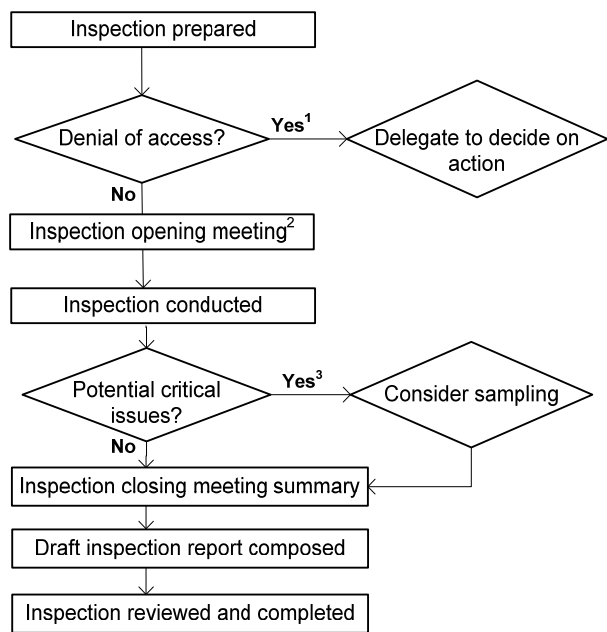 Inspection prepared
Denial of access?
Yes¹
Delegate to decide on
action
No
Inspection opening meeting²
Inspection conducted
Potential critical
issues?
Yes³
Consider sampling
No
Inspection closing meeting summary
Draft inspection report composed
Inspection reviewed and completed